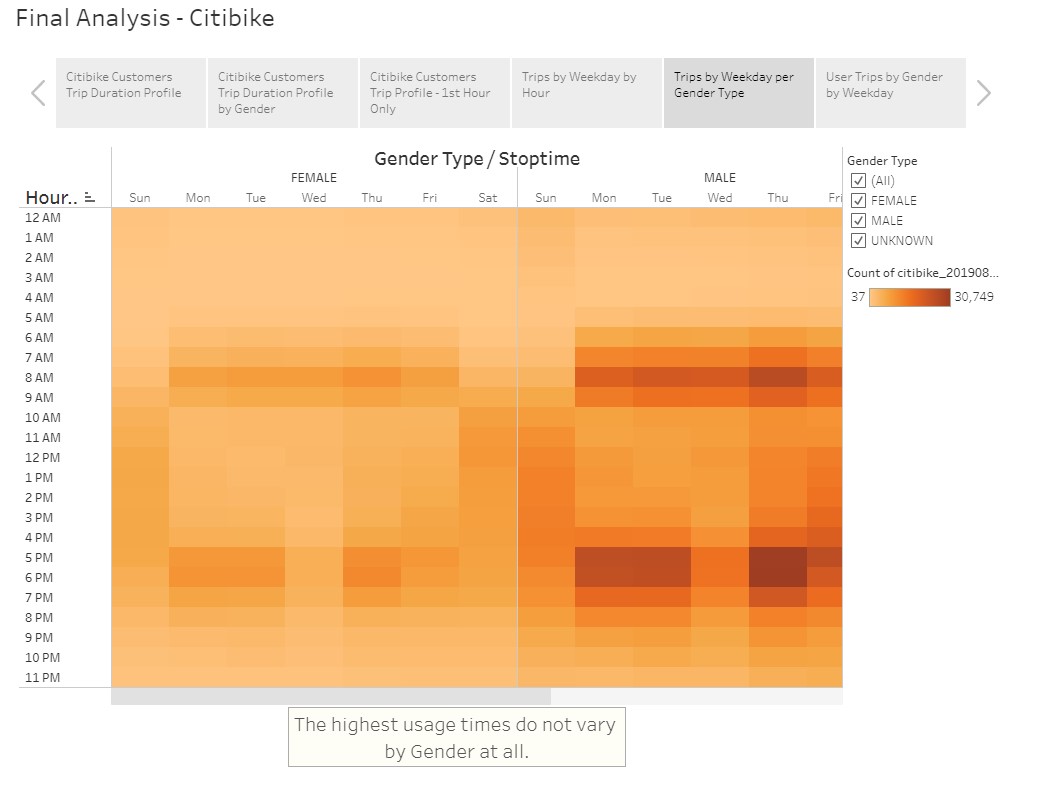 Final Analysis - Citibike
Citibike Customers
Trip Duration Profile
Citibike Customers
Trip Duration Profile
by Gender
Citibike Customers
Trip Profile - 1st Hour
Only
Trips by Weekday by
Hour
Trips by Weekday per
Gender Type
User Trips by Gender
by Weekday
Gender Type / Stoptime
FEMALE MALE
Hour.. Sun Mon Tue Wed Thu Fri Sat Sun Mon Tue Wed Thu Fri
12 AM
1 AM
2 AM
3 AM
4 AM
5 AM
6 AM
7 AM
8 AM
9 AM
10 AM
11 AM
12 PM
1 PM
2 PM
3 PM
4 PM
5 PM
6 PM
7 PM
8 PM
9 PM
10 PM
11 PM
Gender Type
(All)
FEMALE
MALE
UNKNOWN
Count of citibike_201908...
37 30,749
The highest usage times do not vary
by Gender at all.